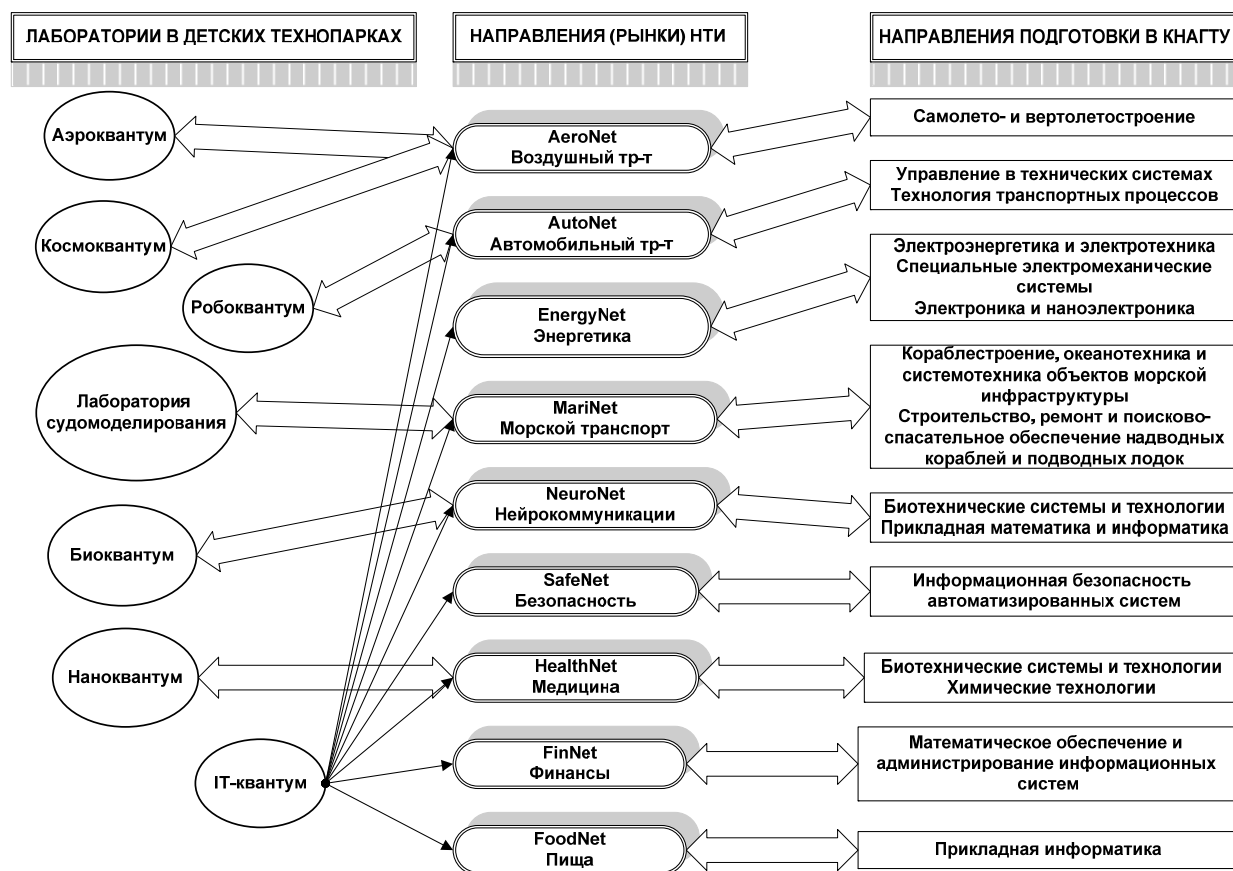 ЛАБОРАТОРИИ В ДЕТСКИХ ТЕХНОПАРКАХ
НАПРАВЛЕНИЯ (РЫНКИ) НТИ
НАПРАВЛЕНИЯ ПОДГОТОВКИ В КНАГТУ
Аэроквантум
Космоквантум
Робоквантум
Лаборатория
судомоделирования
Биоквантум
Наноквантум
IT-квантум
AeroNet
Воздушный тр-т
AutoNet
Автомобильный тр-т
EnergyNet
Энергетика
MariNet
Морской транспорт
NeuroNet
Нейрокоммуникации
SafeNet
Безопасность
HealthNet
Медицина
FinNet
Финансы
FoodNet
Пища
Самолето- и вертолетостроение
Управление в технических системах
Технология транспортных процессов
Электроэнергетика и электротехника
Специальные электромеханические
системы
Электроника и наноэлектроника
Кораблестроение, океанотехника и
системотехника объектов морской
инфраструктуры
Строительство, ремонт и поисково-
спасательное обеспечение надводных
кораблей и подводных лодок
Биотехнические системы и технологии
Прикладная математика и информатика
Информационная безопасность
автоматизированных систем
Биотехнические системы и технологии
Химические технологии
Математическое обеспечение и
администрирование информационных
систем
Прикладная информатика